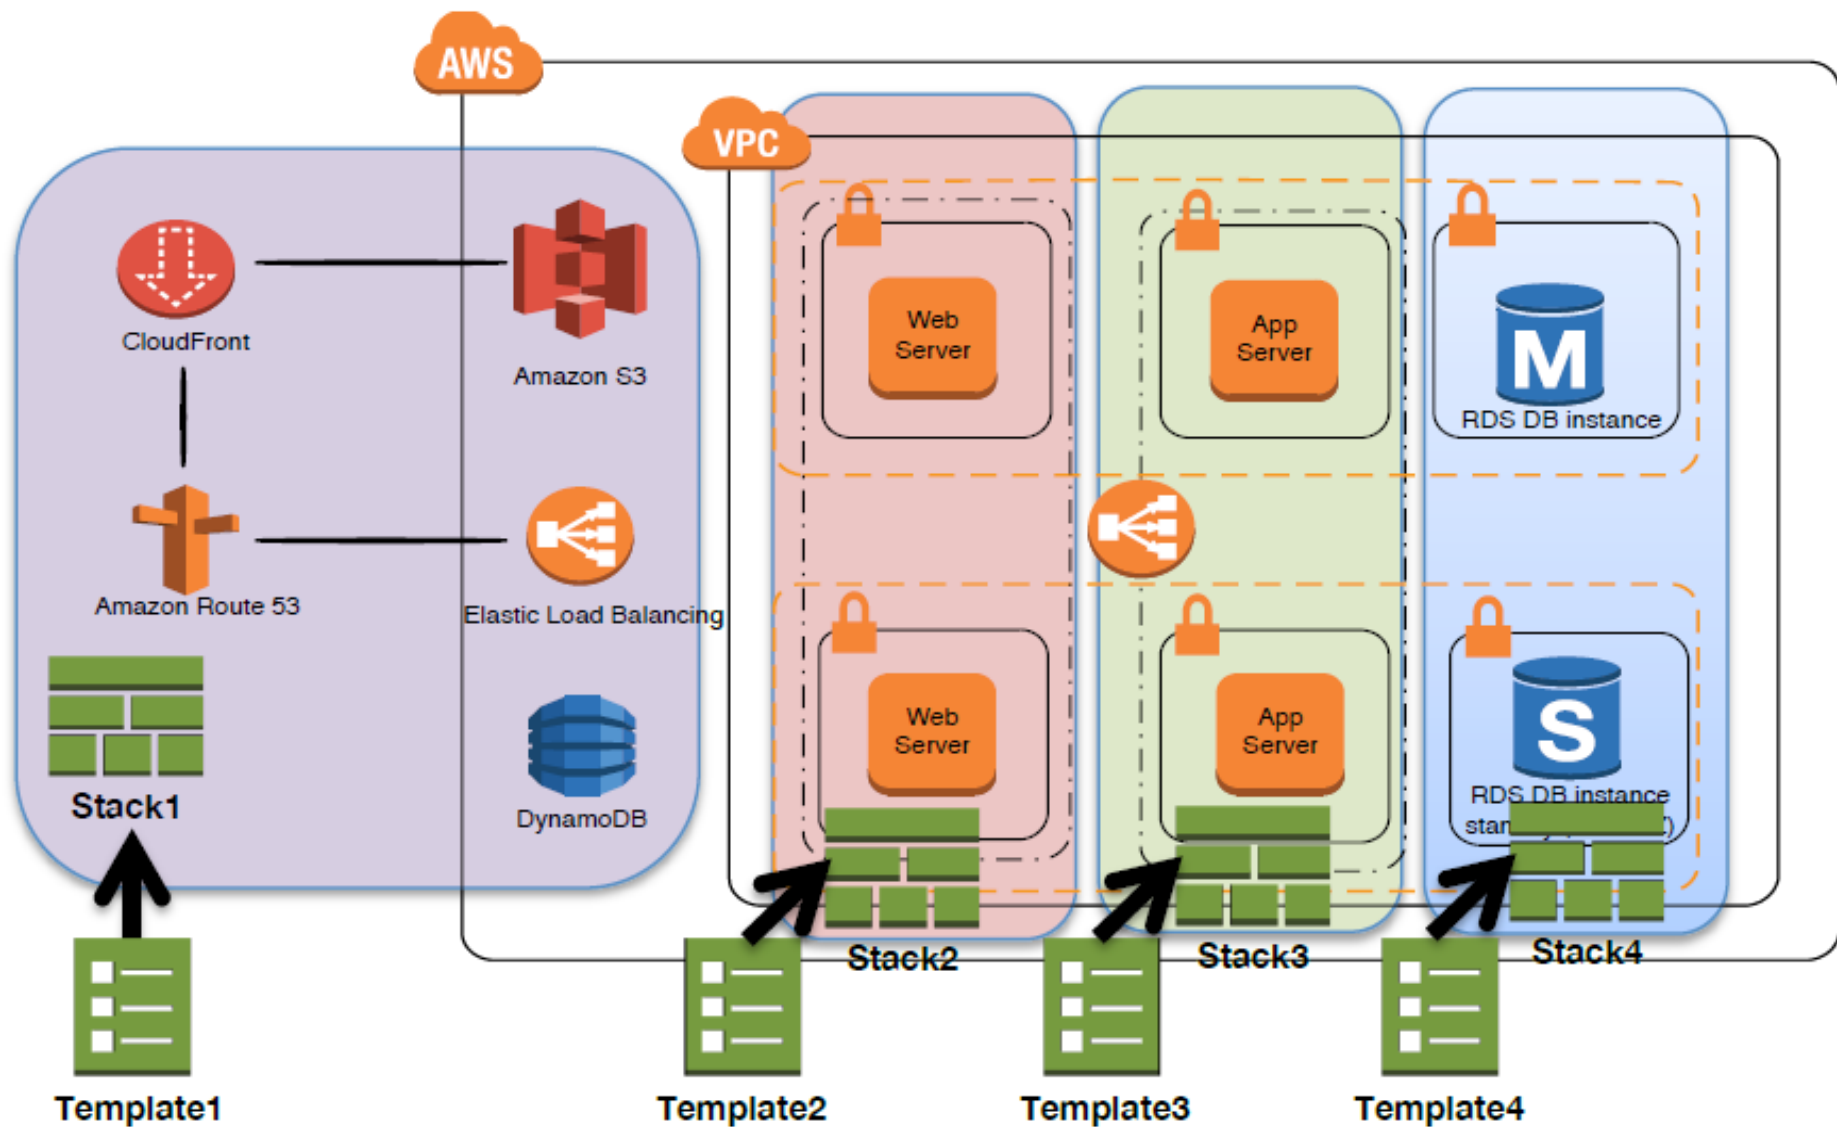 AWS
VPC
CloudFront
Amazon S3
Amazon Route 53
Elastic Load Balancing
DynamoDB
Stack1
Template1
Web
Server
Web
Server
Stack2
Template2
App
Server
App
Server
Stack3
Template3
M
RDS DB instance
S
RDS DB instance
Stack4
Template4